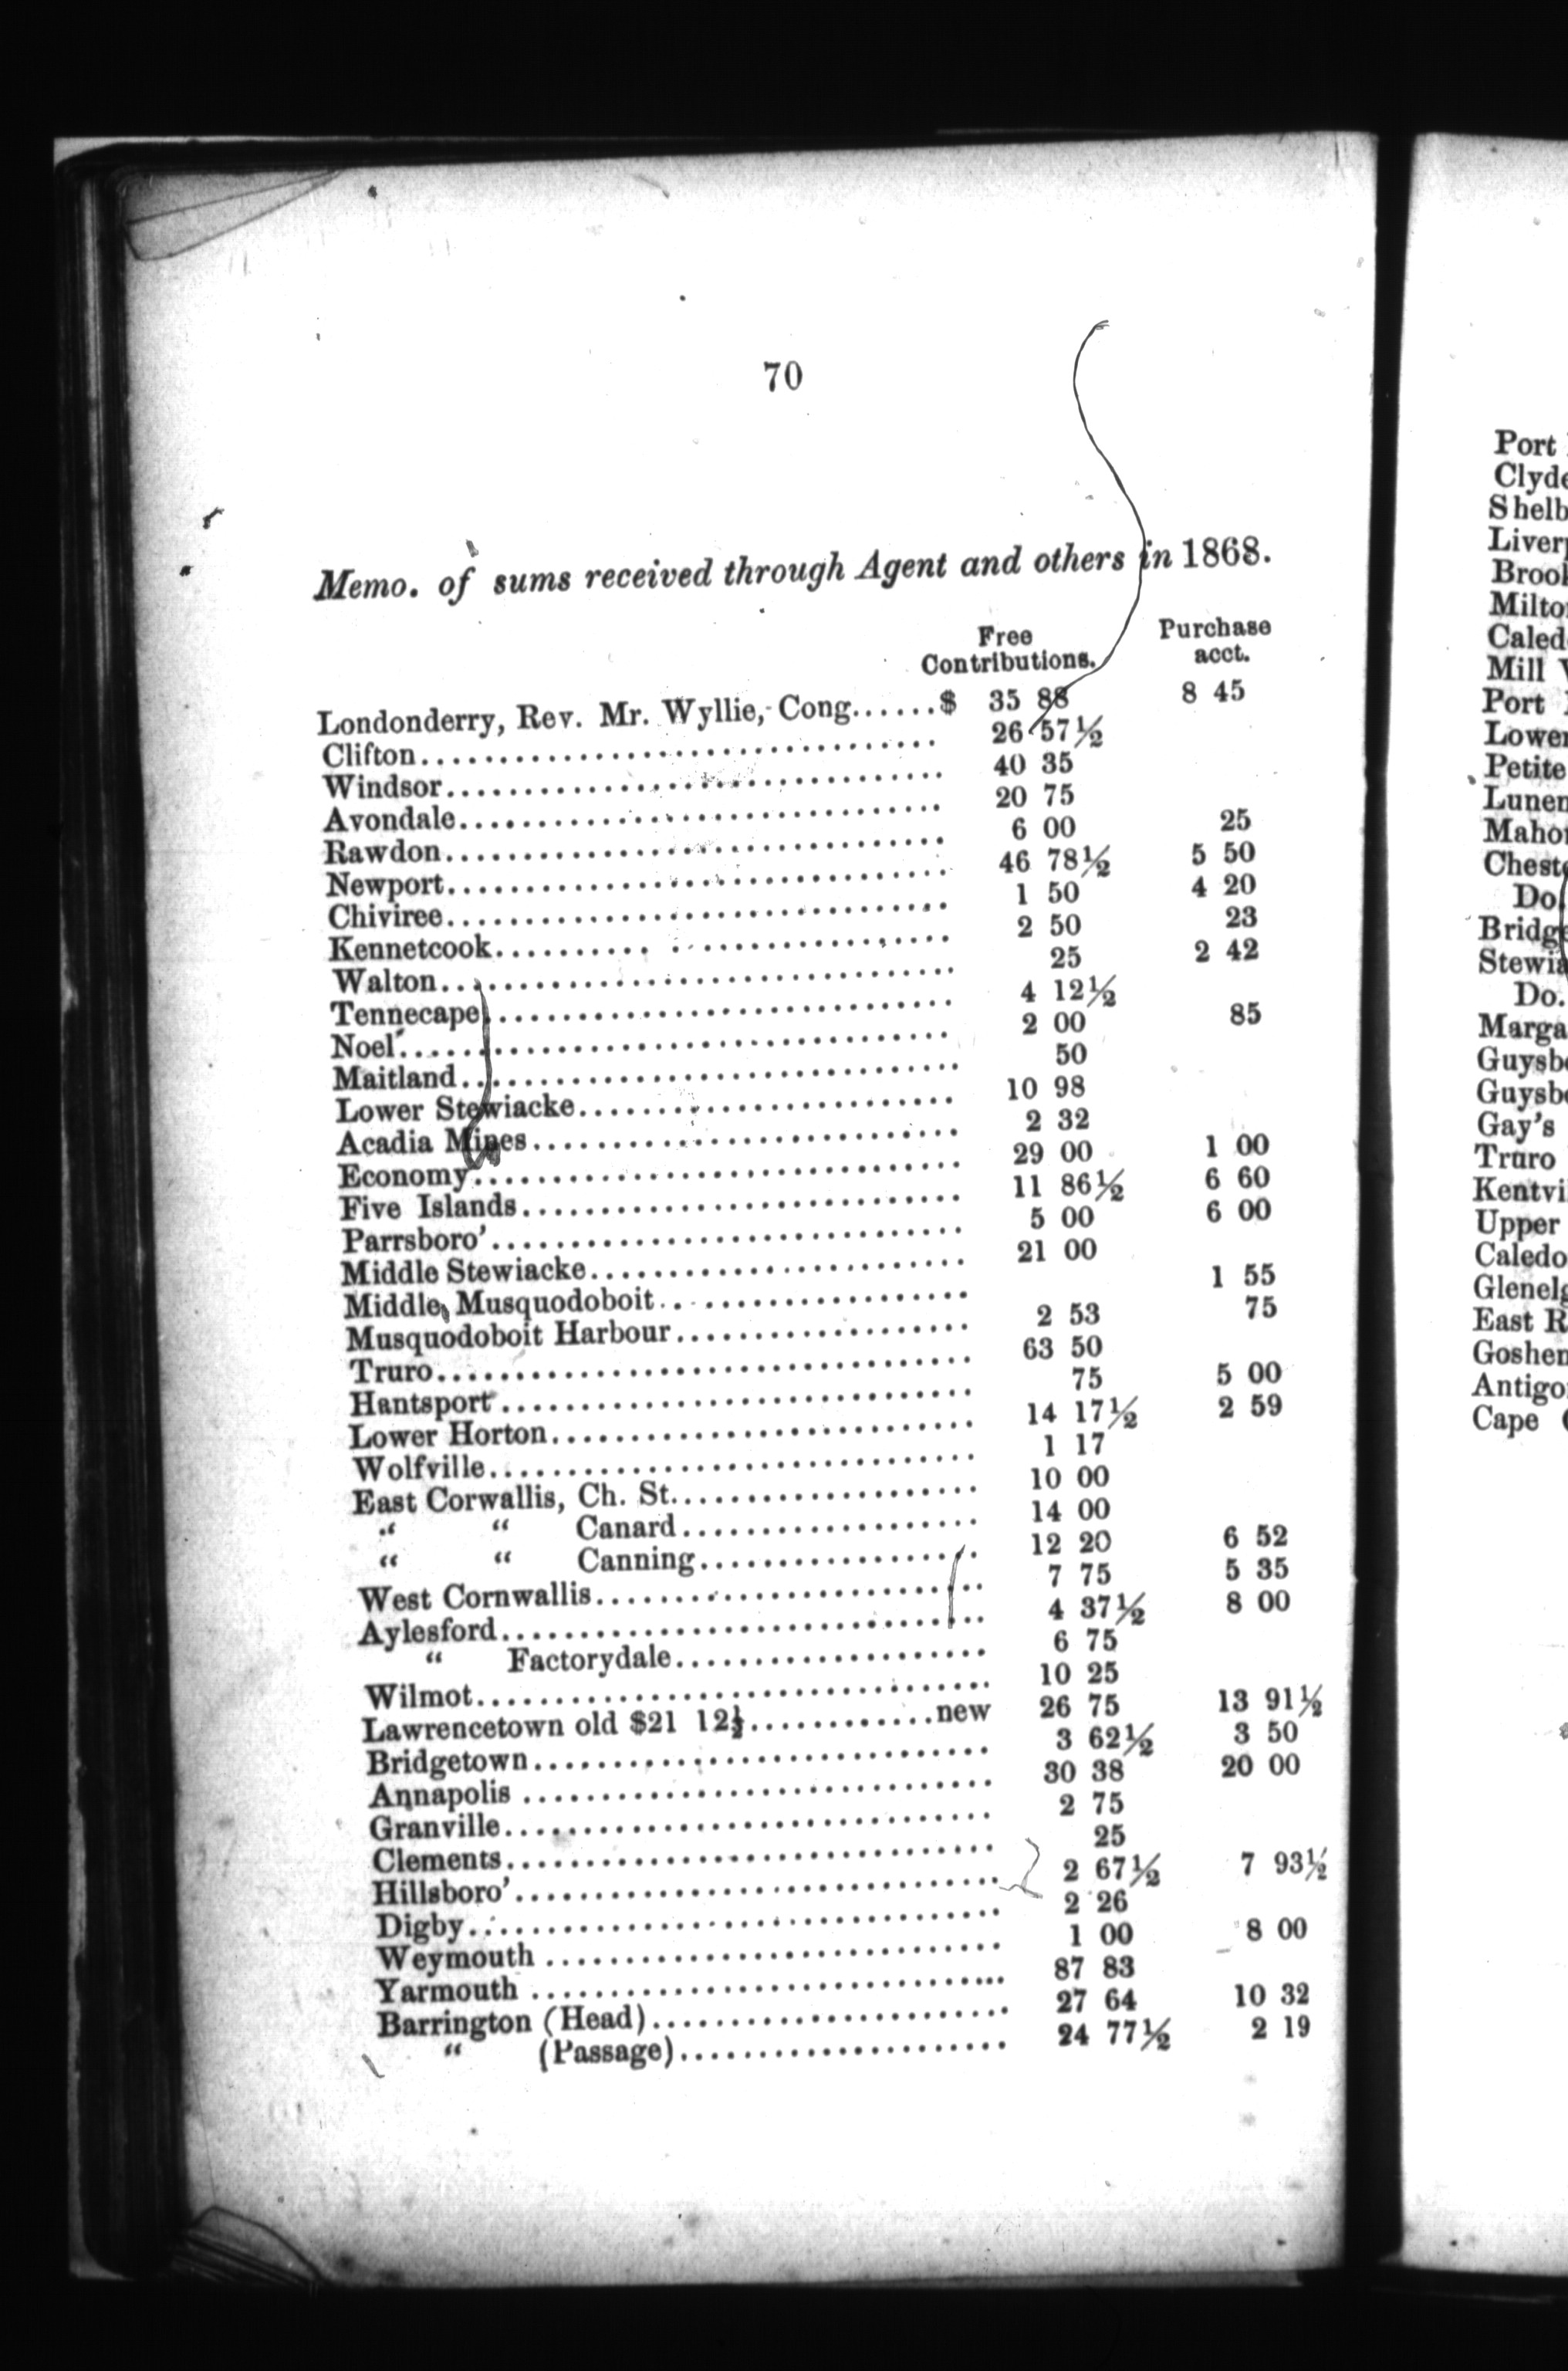 70
Memo. of sums received through Agent and others in 1868.
Free Contributions. Purchase acct.
Londonderry, Rev. Mr. Wyllie, Cong......$ 35 88 8 45
Clifton................................. 26 57½
Windsor................................ 40 35
Avondale............................... 20 75
Rawdon................................ 6 00 25
Newport................................ 46 78½ 5 50
Chiviree................................ 1 50 4 20
Kennetcook............................. 2 50 23
Walton................................. 25 2 42
Tennecape.............................. 4 12½
Noel................................... 2 00 85
Maitland................................ 50
Lower Stewiacke........................ 10 98
Acadia Mines........................... 2 32
Economy............................... 29 00 1 00
Five Islands............................ 11 86½ 6 60
Parrsboro'.............................. 5 00 6 00
Middle Stewiacke........................ 21 00
Middle Musquodoboit.................... 1 55
Musquodoboit Harbour................... 2 53 75
Truro.................................. 63 50
Hantsport.............................. 75 5 00
Lower Horton........................... 14 17½ 2 59
Wolfville............................... 1 17
East Corwallis, Ch. St.................... 10 00
“ “ Canard................... 14 00
“ “ Canning.................. 12 20 6 52
West Cornwallis......................... 7 75 5 35
Aylesford............................... 4 37½ 8 00
“ Factorydale.................... 6 75
Wilmot................................. 10 25
Lawrencetown old $21 12½............new 26 75 13 91½
Bridgetown............................. 3 62½ 3 50
Annapolis .............................. 30 38 20 00
Granville............................... 2 75
Clements............................... 25
Hillsboro'............................... 2 67½ 7 93½
Digby.................................. 2 26
Weymouth ............................. 1 00 8 00
Yarmouth .............................. 87 83
Barrington (Head)....................... 27 64 10 32
“ (Passage)..................... 24 77½ 2 19
Port
Clyde
Shelb
Liver
Brook
Milto
Caled
Mill
Port
Lower
Petite
Lunen
Maho
Cheste
Do.
Bridge
Stewia
Do.
Marga
Guysb
Guysb
Gay's
Truro
Kentvi
Upper
Caledo
Glenelg
East R
Goshen
Antigo
Cape